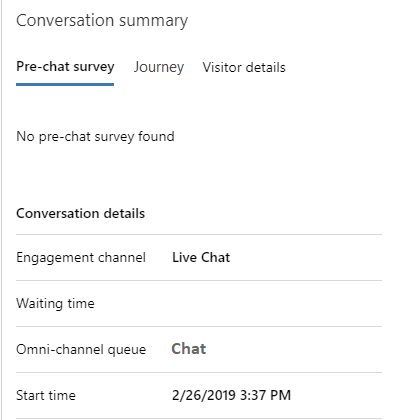 Conversation summary
Pre-chat survey Journey Visitor details
No pre-chat survey found
Conversation details
Engagement channel Live Chat
Waiting time
Omni-channel queue Chat
Start time 2/26/2019 3:37 PM